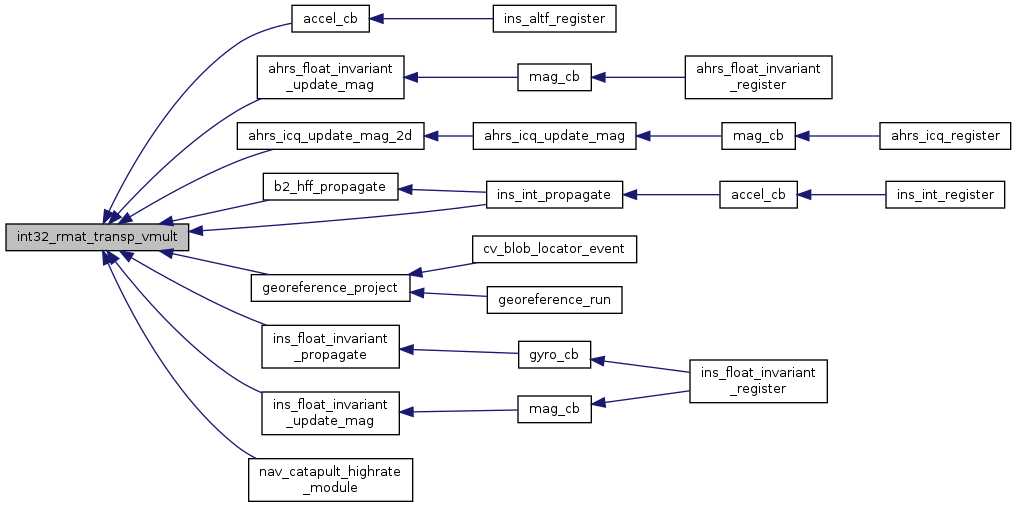 accel_cb
ins_altf_register
ahrs_float_invariant
_update_mag
mag_cb
ahrs_float_invariant
_register
ahrs_icq_update_mag_2d
ahrs_icq_update_mag
mag_cb
ahrs_icq_register
b2_hff_propagate
ins_int_propagate
accel_cb
ins_int_register
int32_rmat_transp_vmult
cv_blob_locator_event
georeference_project
georeference_run
ins_float_invariant
_propagate
gyro_cb
ins_float_invariant
_register
ins_float_invariant
_update_mag
mag_cb
nav_catapult_highrate
_module